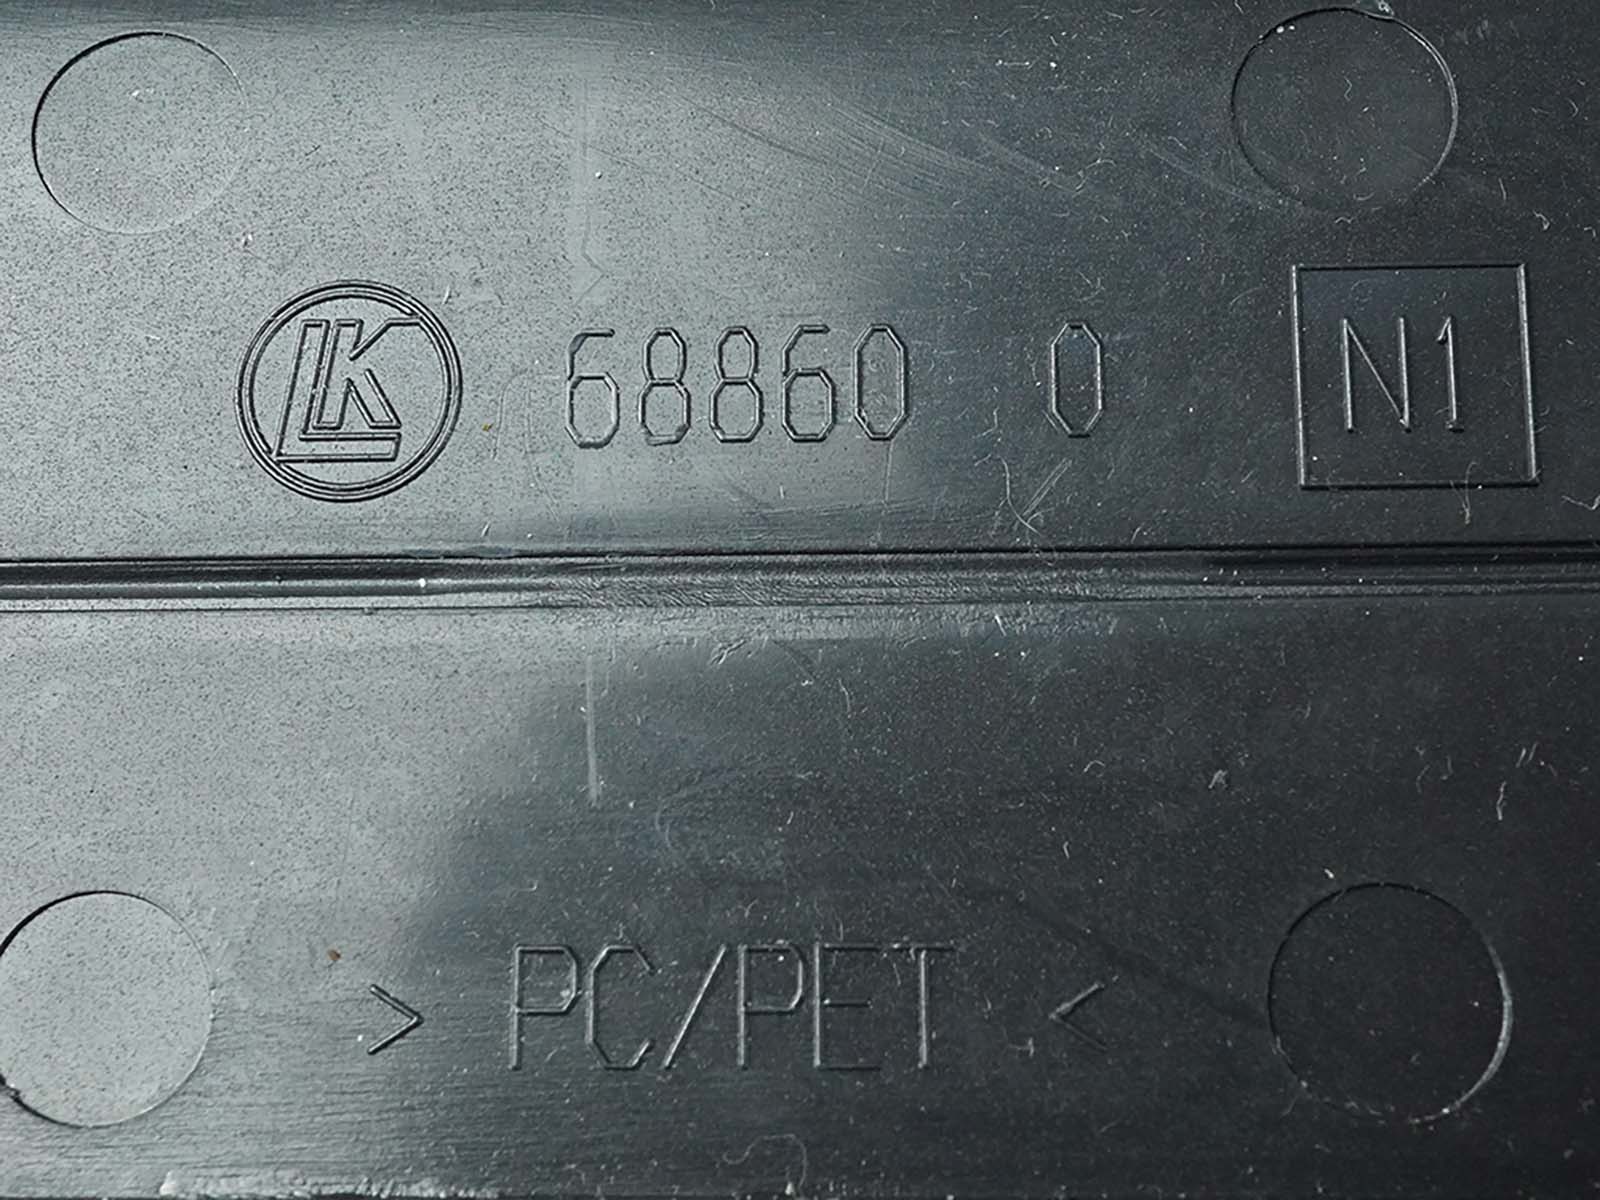 LK 68860 0 N1
> PC/PET <